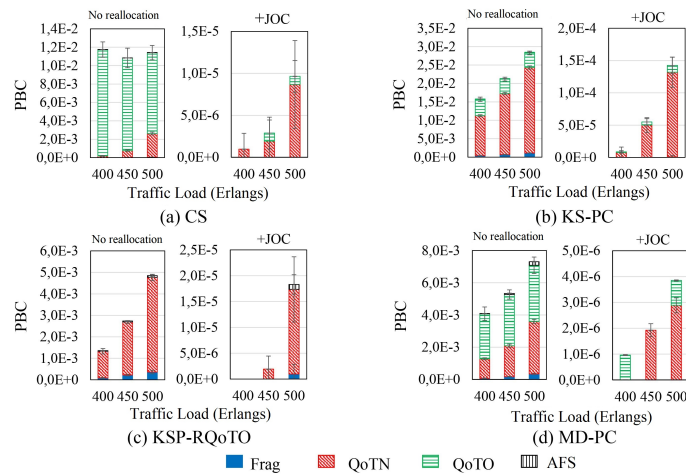 No reallocation
+JOC
PBC
1,4E-2
1,2E-2
1,0E-2
8,0E-3
6,0E-3
4,0E-3
2,0E-3
0,0E+0
400 450 500
1,0E-5
5,0E-6
0,0E+0
400 450 500
Traffic Load (Erlangs)
(a) CS
No reallocation
+JOC
PBC
3,5E-2
3,0E-2
2,5E-2
2,0E-2
1,5E-2
1,0E-2
5,0E-3
0,0E+0
400 450 500
2,0E-4
1,5E-4
1,0E-4
5,0E-5
0,0E+0
400 450 500
Traffic Load (Erlangs)
(b) KS-PC
No reallocation
+JOC
PBC
6,0E-3
5,0E-3
4,0E-3
3,0E-3
2,0E-3
1,0E-3
0,0E+0
400 450 500
2,5E-5
2,0E-5
1,5E-5
1,0E-5
5,0E-6
0,0E+0
400 450 500
Traffic Load (Erlangs)
(c) KSP-RQoTO
No reallocation
+JOC
PBC
8,0E-3
6,0E-3
4,0E-3
2,0E-3
0,0E+0
400 450 500
5,0E-6
4,0E-6
3,0E-6
2,0E-6
1,0E-6
0,0E+0
400 450 500
Traffic Load (Erlangs)
(d) MD-PC
Frag QoTN QoTO AFS